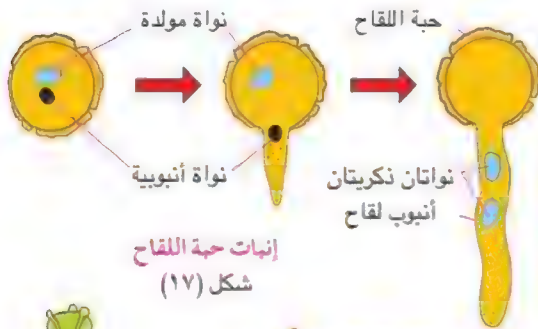 نواة مولدة
حبة اللقاح
نواة أنبوبية
نواتان ذكريتان
أنبوب لقاح
إنبات حبة اللقاح
شكل (١٧)